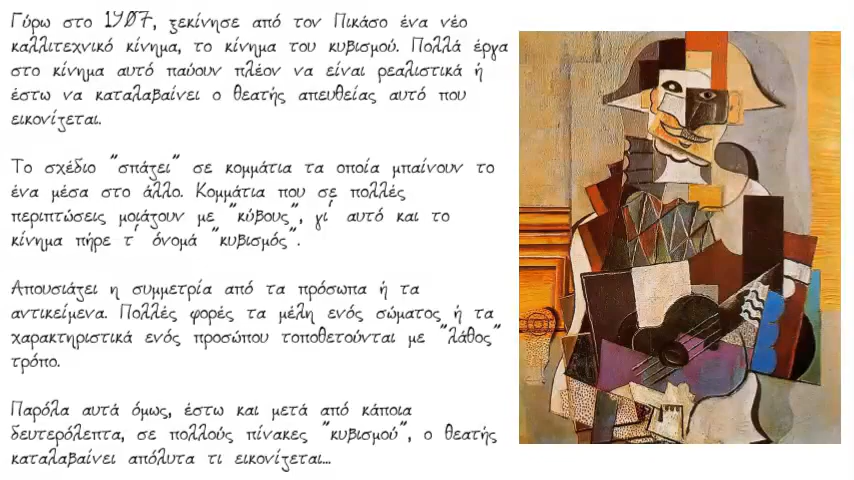 Γύρω στο 1907, ξεκίνησε από τον Πικάσο ένα νέο
καλλιτεχνικό κίνημα, το κίνημα του κυβισμού. Πολλά έργα
στο κίνημα αυτό παύουν πλέον να είναι ρεαλιστικά ή
έστω να καταλαβαίνει ο θεατής απευθείας αυτό που
εικονίζεται.
Το σχέδιο "σπάζει" σε κομμάτια τα οποία μπαίνουν το
ένα μέσα στο άλλο. Κομμάτια που σε πολλές
περιπτώσεις μοιάζουν με "κύβους", γι' αυτό και το
κίνημα πήρε τ' όνομά "κυβισμός".
Απουσιάζει η συμμετρία από τα πρόσωπα ή τα
αντικείμενα. Πολλές φορές τα μέλη ενός σώματος ή τα
χαρακτηριστικά ενός προσώπου τοποθετούνται με "λάθος"
τρόπο.
Παρόλα αυτά όμως, έστω και μετά από κάποια
δευτερόλεπτα, σε πολλούς πίνακες "κυβισμού", ο θεατής
καταλαβαίνει απόλυτα τι εικονίζεται...